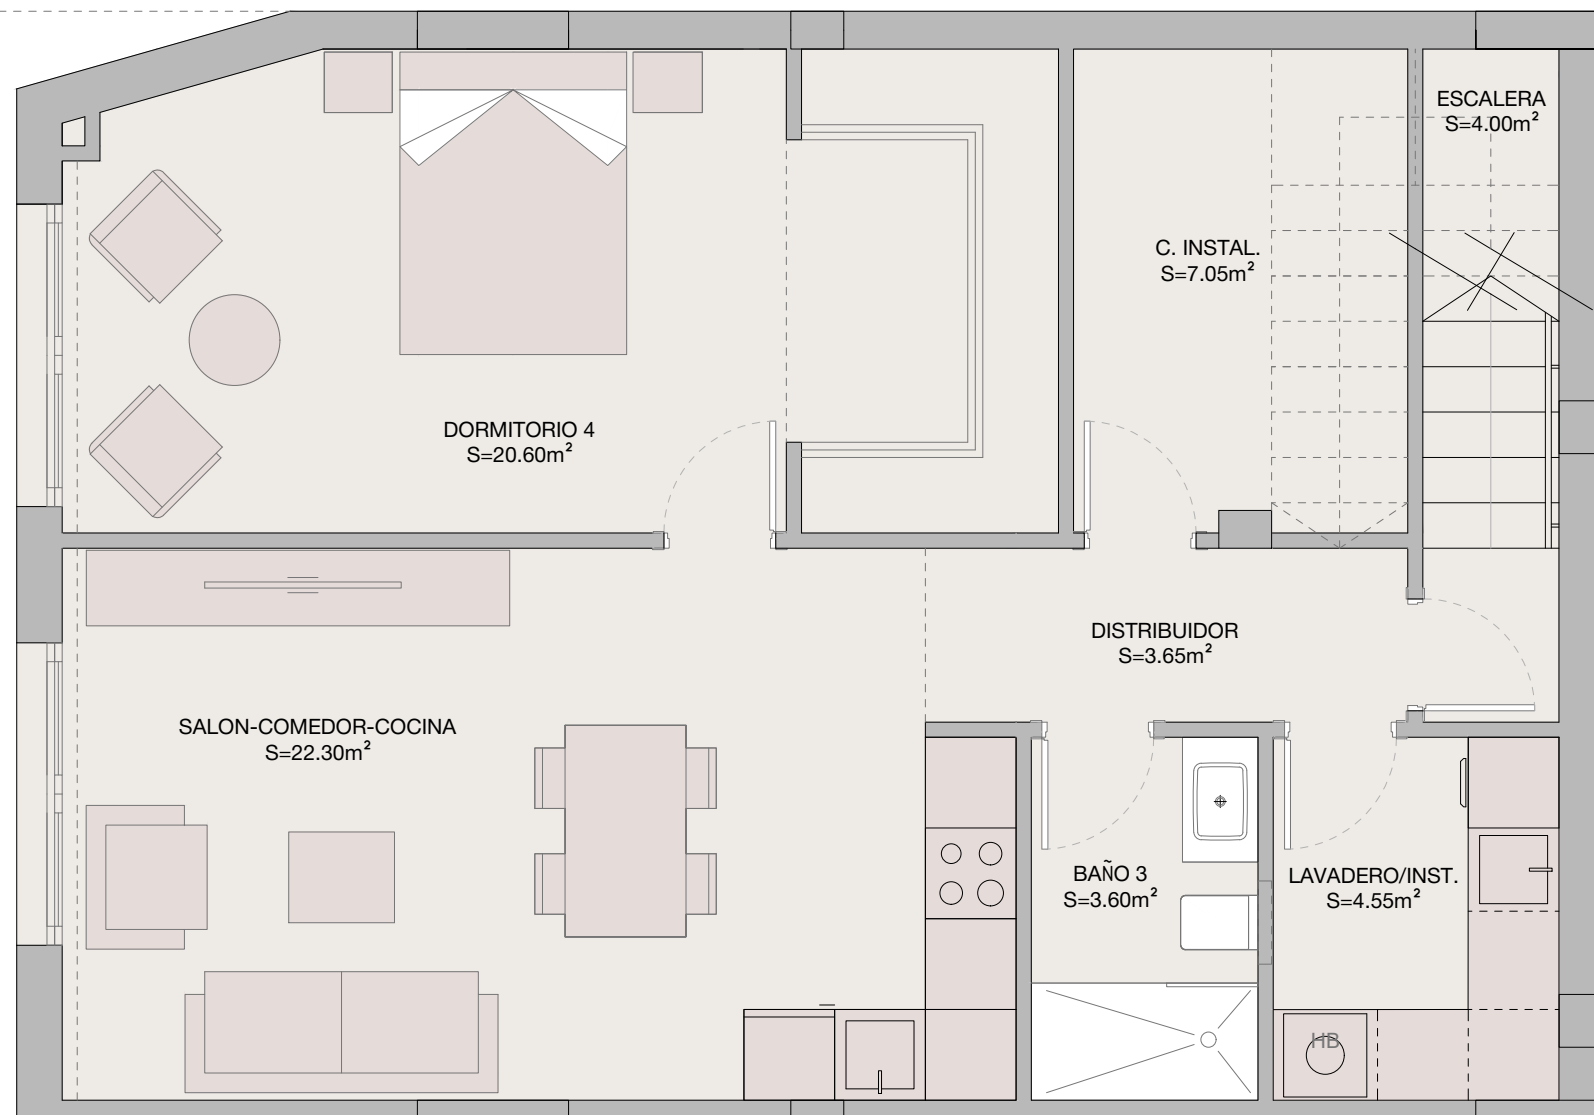 ESCALERA
S=4.00m²
C. INSTAL.
S=7.05m²
DORMITORIO 4
S=20.60m²
DISTRIBUIDOR
S=3.65m²
SALON-COMEDOR-COCINA
S=22.30m²
BAÑO 3
S=3.60m²
LAVADERO/INST.
S=4.55m²
HB